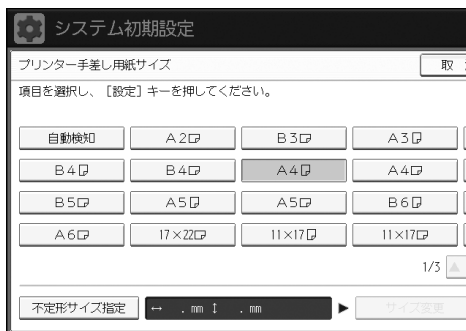 システム初期設定
プリンター手差し用紙サイズ
取
項目を選択し、［設定］キーを押してください。
自動検知 A2 B3 A3
B4 B4 A4 A4
B5 A5 A5 B6
A6 17×22 11×17 11×17
1/3 ▲
不定形サイズ指定 ↔ . mm ↕ . mm ▶ サイズ変更